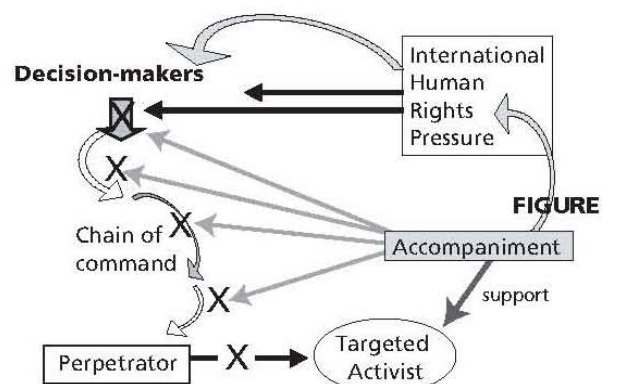 International
Human
Rights
Pressure
Decision-makers
X
X
X
X
Chain of
command
FIGURE
Accompaniment
support
Perpetrator
X
Targeted
Activist